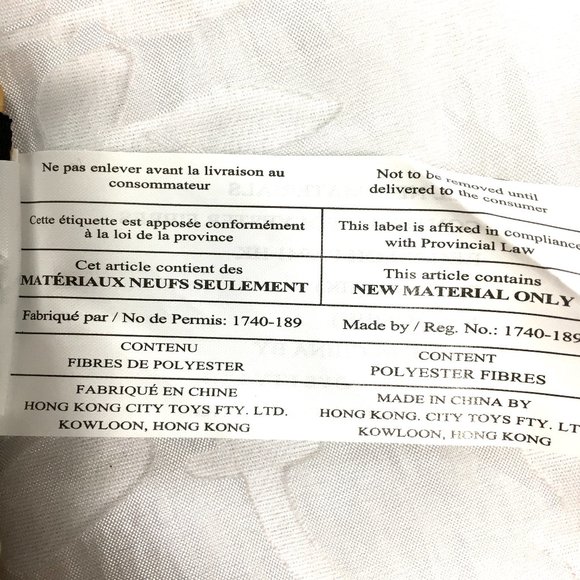 Ne pas enlever avant la livraison au
consommateur
Not to be removed until
delivered to the consumer
Cette étiquette est apposée conformément
à la loi de la province
This label is affixed in compliance
with Provincial Law
Cet article contient des
MATÉRIAUX NEUFS SEULEMENT
This article contains
NEW MATERIAL ONLY
Fabriqué par / No de Permis: 1740-189
Made by / Reg. No.: 1740-189
CONTENU
FIBRES DE POLYESTER
CONTENT
POLYESTER FIBRES
FABRIQUÉ EN CHINE
HONG KONG CITY TOYS FTY. LTD.
KOWLOON, HONG KONG
MADE IN CHINA BY
HONG KONG. CITY TOYS FTY. LT
KOWLOON, HONG KONG